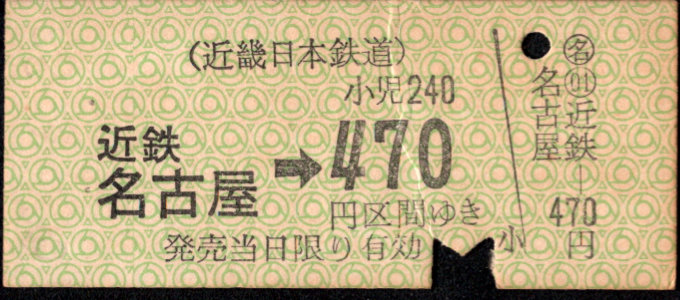 (近畿日本鉄道)
小児240
近鉄
名古屋
➡470
円区間ゆき
発売当日限り有効
小
名
近鉄
名古屋
470
円